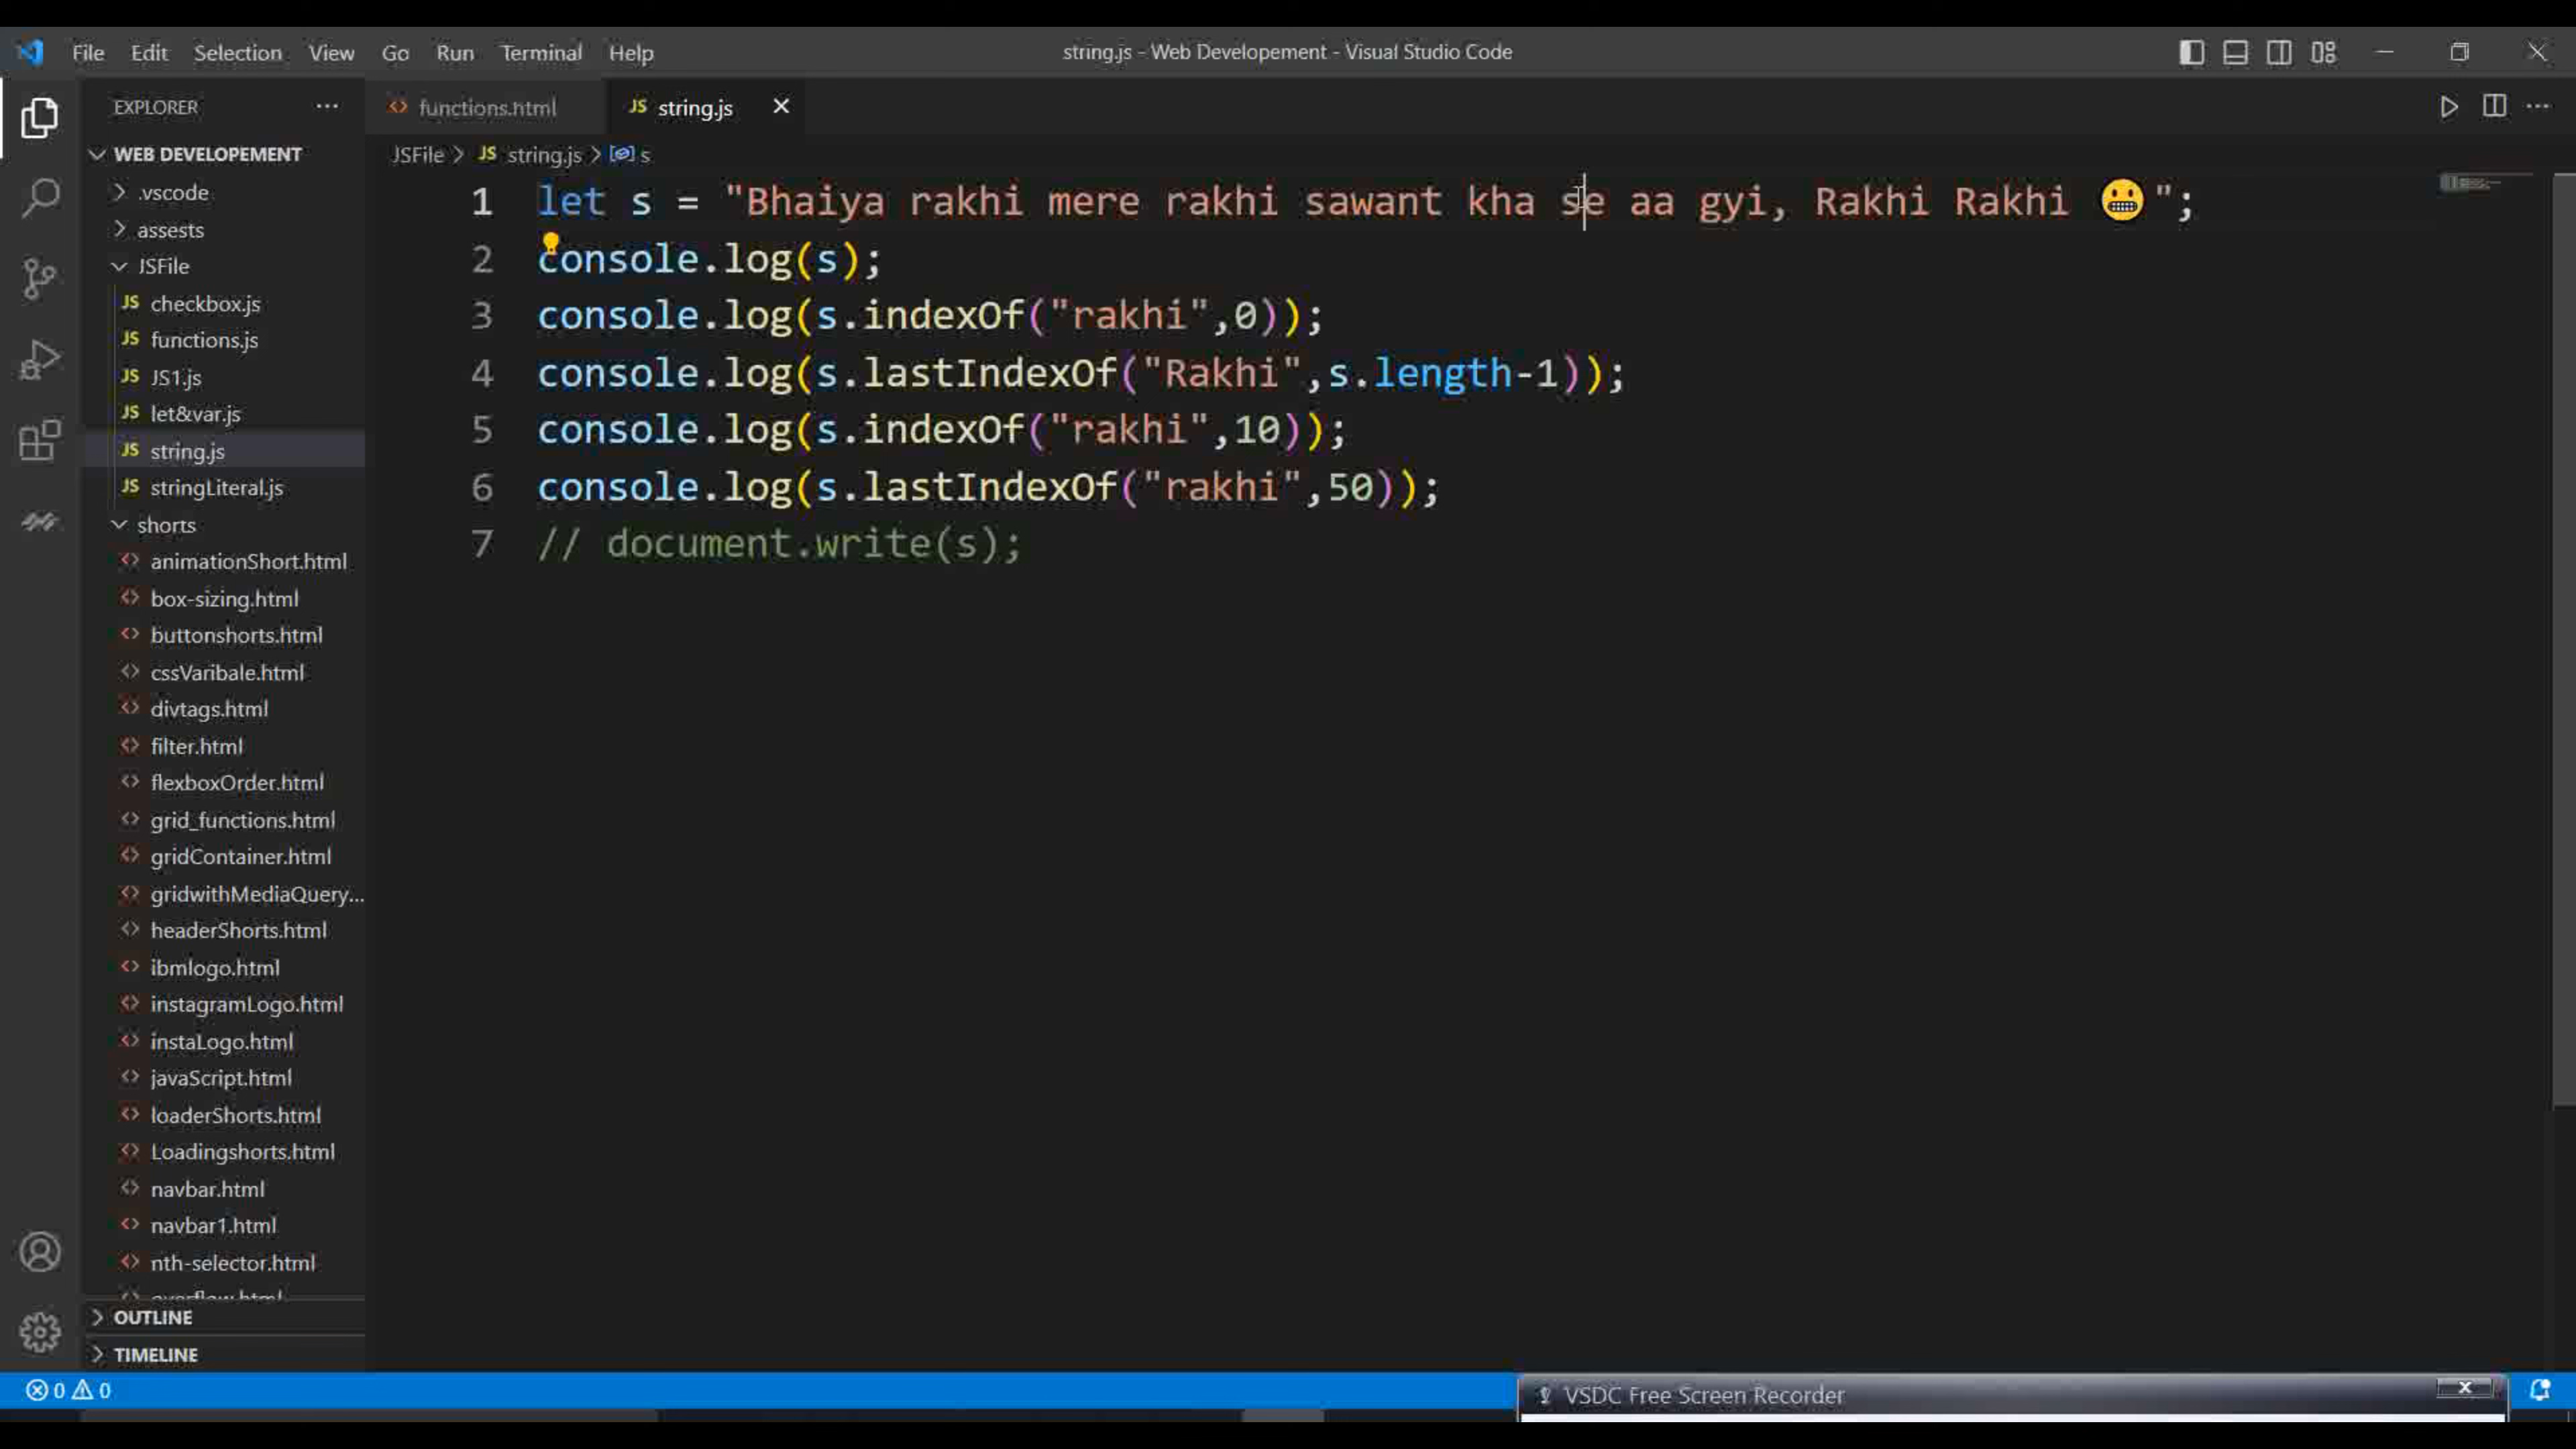 File Edit Selection View Go Run Terminal Help string.js - Web Developement - Visual Studio Code
EXPLORER ···
functions.html JS string.js
WEB DEVELOPEMENT
JSFile > JS string.js > s
.vscode
assests
JSFile
JS checkbox.js
JS functions.js
JS JS1.js
JS let&var.js
JS string.js
JS stringLiteral.js
shorts
animationShort.html
box-sizing.html
buttonshorts.html
cssVaribale.html
divtags.html
filter.html
flexboxOrder.html
grid_functions.html
gridContainer.html
gridwithMediaQuery...
headerShorts.html
ibmlogo.html
instagramLogo.html
instaLogo.html
javaScript.html
loaderShorts.html
Loadingshorts.html
navbar.html
navbar1.html
nth-selector.html
OUTLINE
TIMELINE
1 let s = "Bhaiya rakhi mere rakhi sawant kha se aa gyi, Rakhi Rakhi 😬";
2 console.log(s);
3 console.log(s.indexOf("rakhi",0));
4 console.log(s.lastIndexOf("Rakhi",s.length-1));
5 console.log(s.indexOf("rakhi",10));
6 console.log(s.lastIndexOf("rakhi",50));
7 // document.write(s);
0 0
VSDC Free Screen Recorder